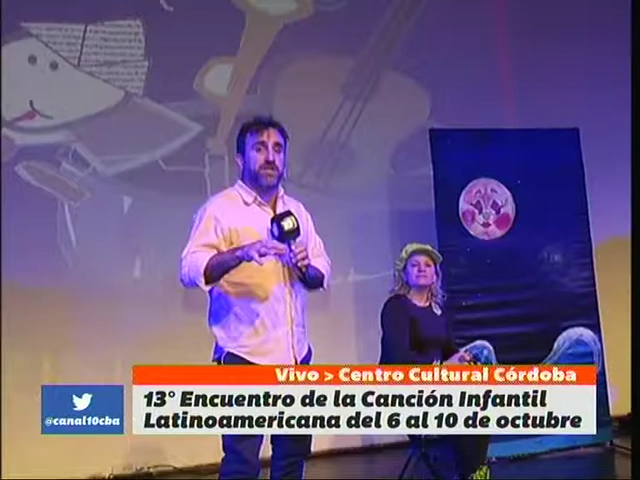 Vivo > Centro Cultural Córdoba
13° Encuentro de la Canción Infantil
Latinoamericana del 6 al 10 de octubre
@canal10cba